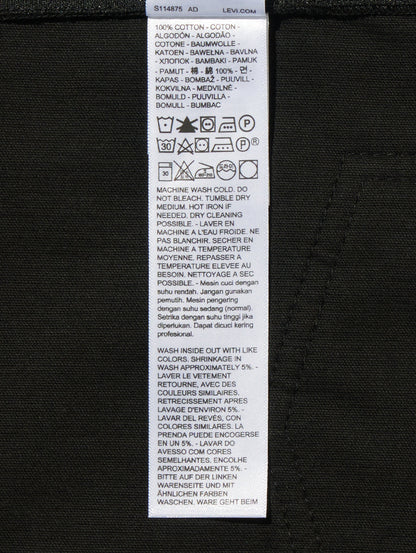 S114875 AD LEVI.COM
100% COTTON - COTON -
ALGODÓN - ALGODÃO -
COTONE - BAUMWOLLE -
KATOEN - BAWEŁNA - BAVLNA
- ХЛОПОК - BAMBAKI - PAMUK
- PAMUT - 棉 - 綿 100% - 면 -
KAPAS - BOMBAŽ - PUUVILL -
KOKVILNA - MEDVILNĖ -
BOMULD - PUUVILLA -
BOMULL - BUMBAC
P
30 P ®
30
MACHINE WASH COLD. DO
NOT BLEACH. TUMBLE DRY
MEDIUM. HOT IRON IF
NEEDED. DRY CLEANING
POSSIBLE. - LAVER EN
MACHINE A L'EAU FROIDE. NE
PAS BLANCHIR. SECHER EN
MACHINE A TEMPERATURE
MOYENNE. REPASSER A
TEMPERATURE ELEVEE AU
BESOIN. NETTOYAGE A SEC
POSSIBLE. - Mesin cuci dengan
suhu rendah. Jangan gunakan
pemutih. Mesin pengering
dengan suhu sedang (normal).
Setrika dengan suhu tinggi jika
diperlukan. Dapat dicuci kering
profesional.
WASH INSIDE OUT WITH LIKE
COLORS. SHRINKAGE IN
WASH APPROXIMATELY 5%. -
LAVER LE VETEMENT
RETOURNE, AVEC DES
COULEURS SIMILAIRES.
RETRECISSEMENT APRES
LAVAGE D'ENVIRON 5%. -
LAVAR DEL REVÉS, CON
COLORES SIMILARES. LA
PRENDA PUEDE ENCOGERSE
EN UN 5%. - LAVAR DO
AVESSO COM CORES
SEMELHANTES, ENCOLHE
APROXIMADAMENTE 5%. -
BITTE AUF DER LINKEN
WARENSEITE UND MIT
ÄHNLICHEN FARBEN
WASCHEN. WARE GEHT BEIM